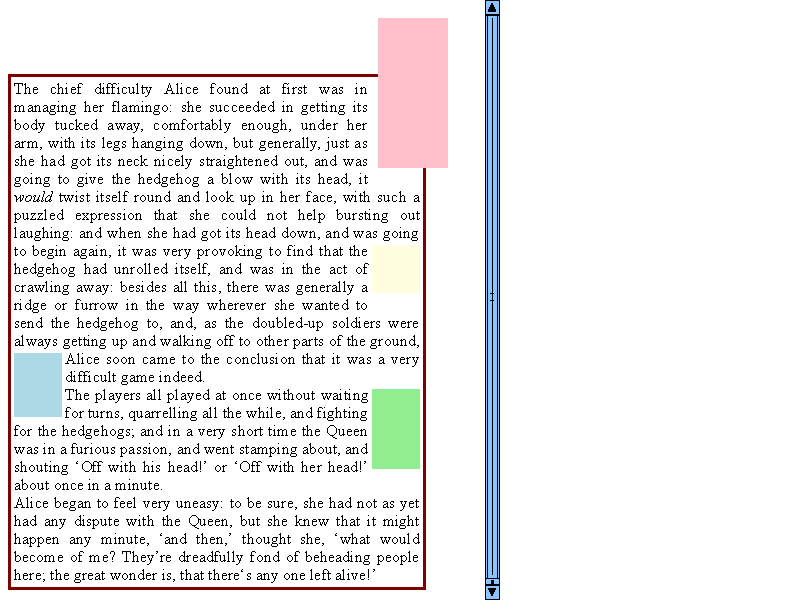 The chief difficulty Alice found at first was in
managing her flamingo: she succeeded in getting its
body tucked away, comfortably enough, under her
arm, with its legs hanging down, but generally, just as
she had got its neck nicely straightened out, and was
going to give the hedgehog a blow with its head, it
would twist itself round and look up in her face, with such a
puzzled expression that she could not help bursting out
laughing: and when she had got its head down, and was going
to begin again, it was very provoking to find that the
hedgehog had unrolled itself, and was in the act of
crawling away: besides all this, there was generally a
ridge or furrow in the way wherever she wanted to
send the hedgehog to, and, as the doubled-up soldiers were
always getting up and walking off to other parts of the ground,
Alice soon came to the conclusion that it was a very
difficult game indeed.
The players all played at once without waiting
for turns, quarrelling all the while, and fighting
for the hedgehogs; and in a very short time the Queen
was in a furious passion, and went stamping about, and
shouting ‘Off with his head!’ or ‘Off with her head!’
about once in a minute.
Alice began to feel very uneasy: to be sure, she had not as yet
had any dispute with the Queen, but she knew that it might
happen any minute, ‘and then,’ thought she, ‘what would
become of me? They’re dreadfully fond of beheading people
here; the great wonder is, that there‘s any one left alive!’